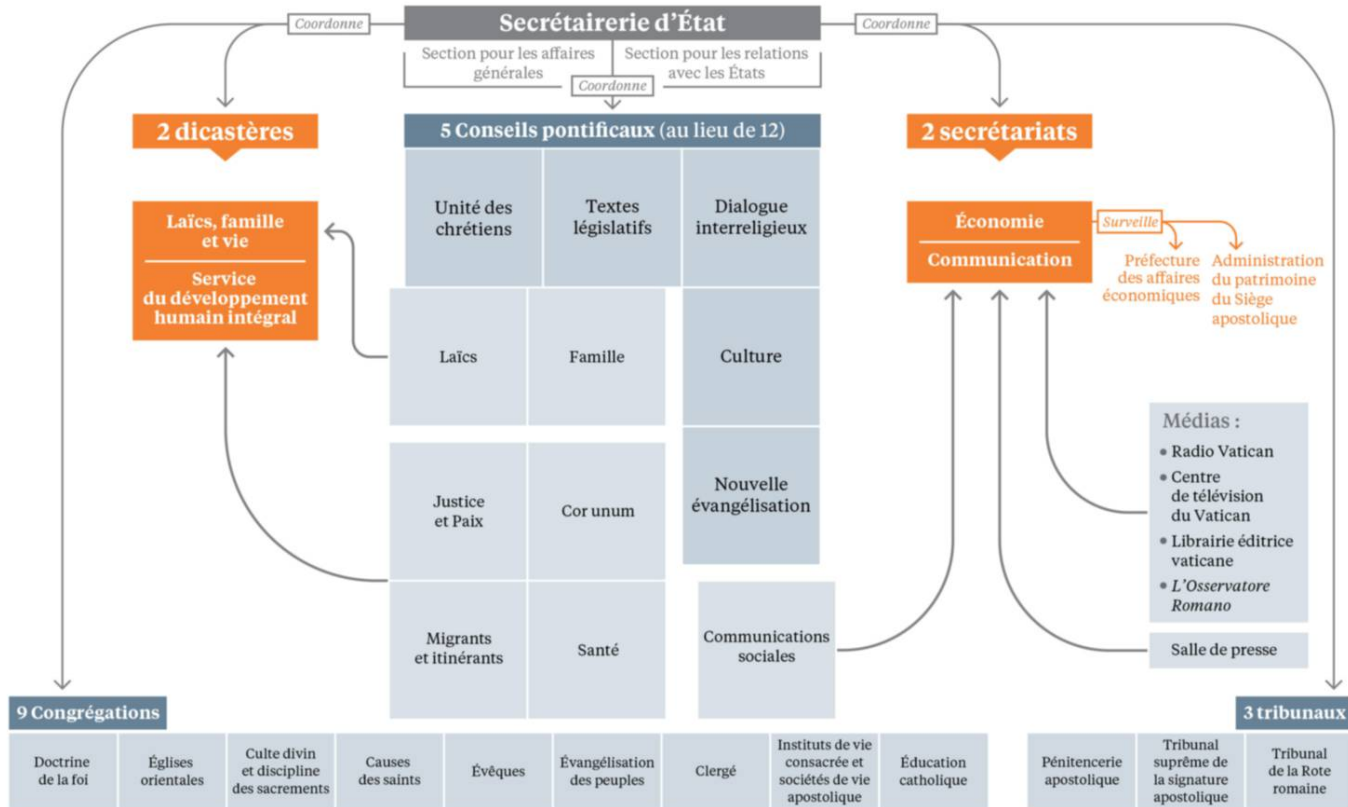 Coordonne
Secrétairerie d’État
Coordonne
Section pour les affaires
générales
Section pour les relations
avec les États
Coordonne
2 dicastères
5 Conseils pontificaux (au lieu de 12)
2 secrétariats
Laïcs, famille
et vie
Service
du développement
humain intégral
Unité des
chrétiens
Textes
législatifs
Dialogue
interreligieux
Laïcs
Famille
Culture
Justice
et Paix
Cor unum
Nouvelle
évangélisation
Migrants
et itinérants
Santé
Communications
sociales
Économie
Communication
Surveille
Préfecture
des affaires
économiques
Administration
du patrimoine
du Siège
apostolique
Médias :
• Radio Vatican
• Centre
de télévision
du Vatican
• Librairie éditrice
vaticane
• L’Osservatore
Romano
Salle de presse
9 Congrégations
Doctrine
de la foi
Églises
orientales
Culte divin
et discipline
des sacrements
Causes
des saints
Évêques
Évangélisation
des peuples
Clergé
Instituts de vie
consacrée et
sociétés de vie
apostolique
Éducation
catholique
3 tribunaux
Pénitencerie
apostolique
Tribunal
suprême de
la signature
apostolique
Tribunal
de la Rote
romaine